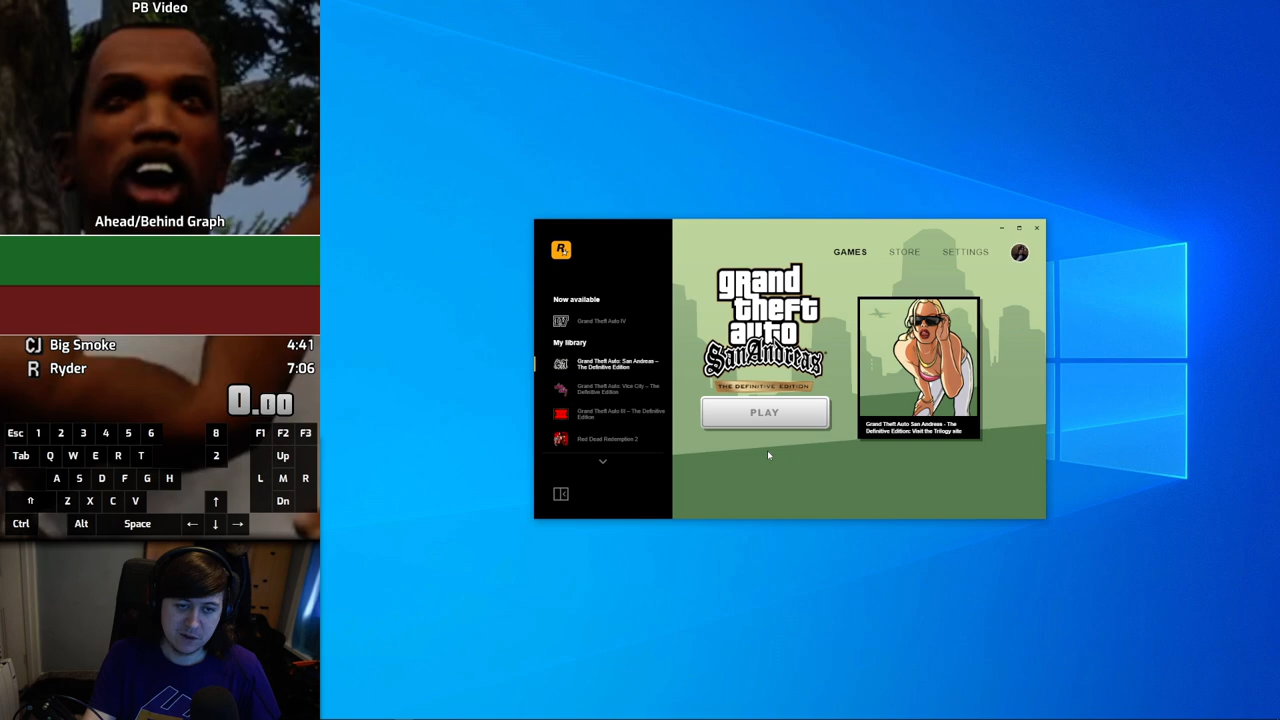 PB Video
Ahead/Behind Graph
CJ Big Smoke 4:41
R Ryder 7:06
0.00
Esc 1 2 3 4 5 6 8 F1 F2 F3
Tab Q W E R T 2 Up
A S D F G H L M R
⇧ Z X C V ↑ Dn
Ctrl Alt Space ← ↓ →
R
GAMES STORE SETTINGS
Now available
IV Grand Theft Auto IV
My library
Grand Theft Auto: San Andreas –
The Definitive Edition
Grand Theft Auto: Vice City – The
Definitive Edition
Grand Theft Auto III – The Definitive
Edition
Red Dead Redemption 2
grand
theft
auto
San Andreas
THE DEFINITIVE EDITION
PLAY
Grand Theft Auto San Andreas - The
Definitive Edition: Visit the Trilogy site